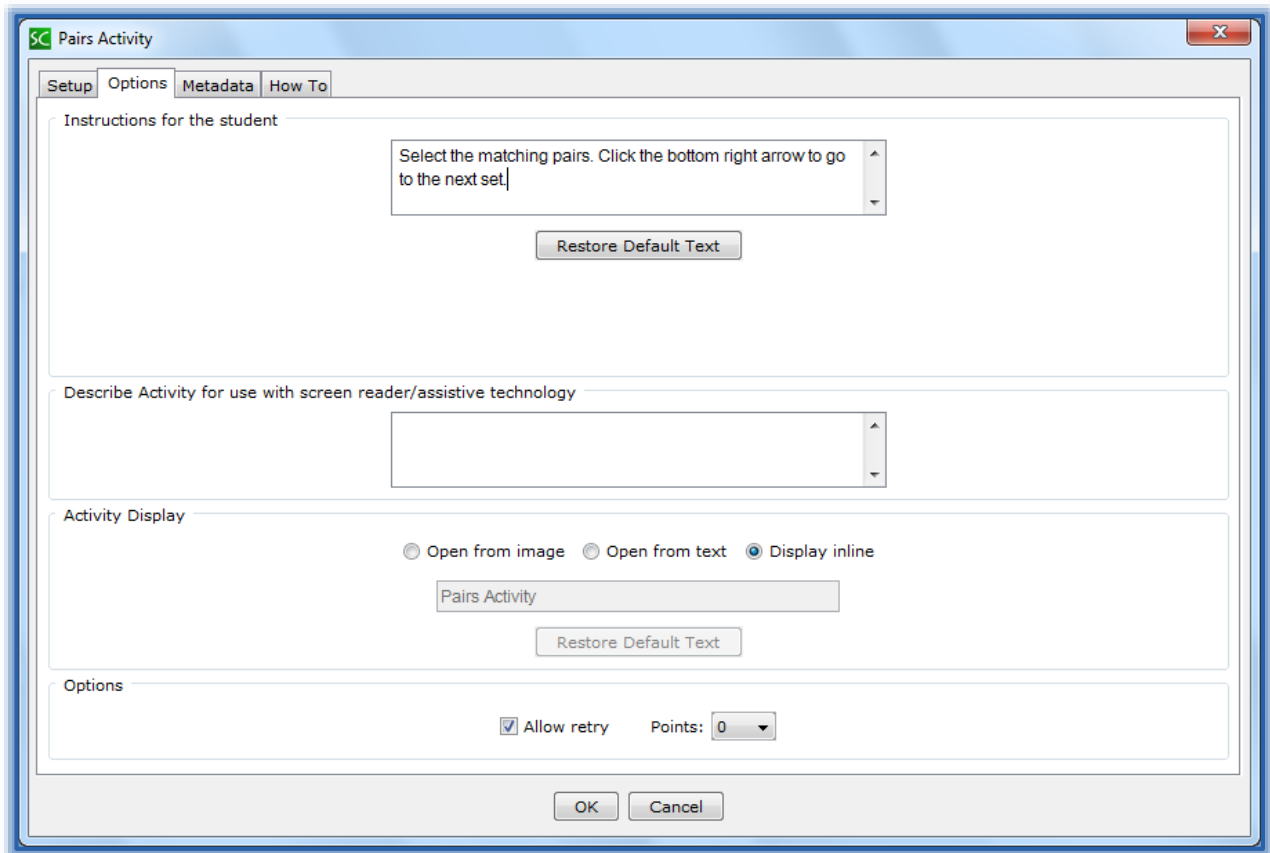 SC Pairs Activity
Setup Options Metadata How To
Instructions for the student
Select the matching pairs. Click the bottom right arrow to go
to the next set.
Restore Default Text
Describe Activity for use with screen reader/assistive technology
Activity Display
Open from image Open from text Display inline
Pairs Activity
Restore Default Text
Options
Allow retry Points: 0
OK Cancel